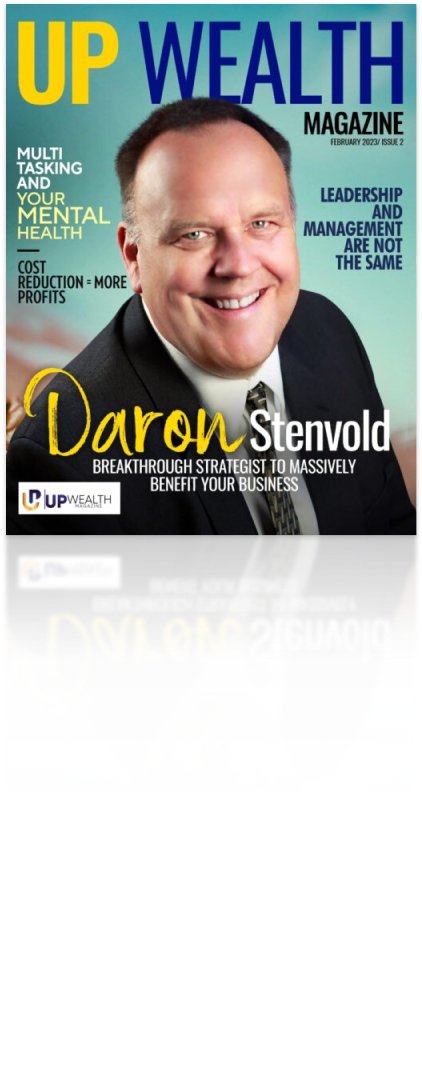 UP WEALTH
MAGAZINE
FEBRUARY 2023/ ISSUE 2
MULTI
TASKING
AND
YOUR
MENTAL
HEALTH
COST
REDUCTION = MORE
PROFITS
LEADERSHIP
AND
MANAGEMENT
ARE NOT
THE SAME
Daron Stenvold
BREAKTHROUGH STRATEGIST TO MASSIVELY
BENEFIT YOUR BUSINESS
UPWEALTH
MAGAZINE